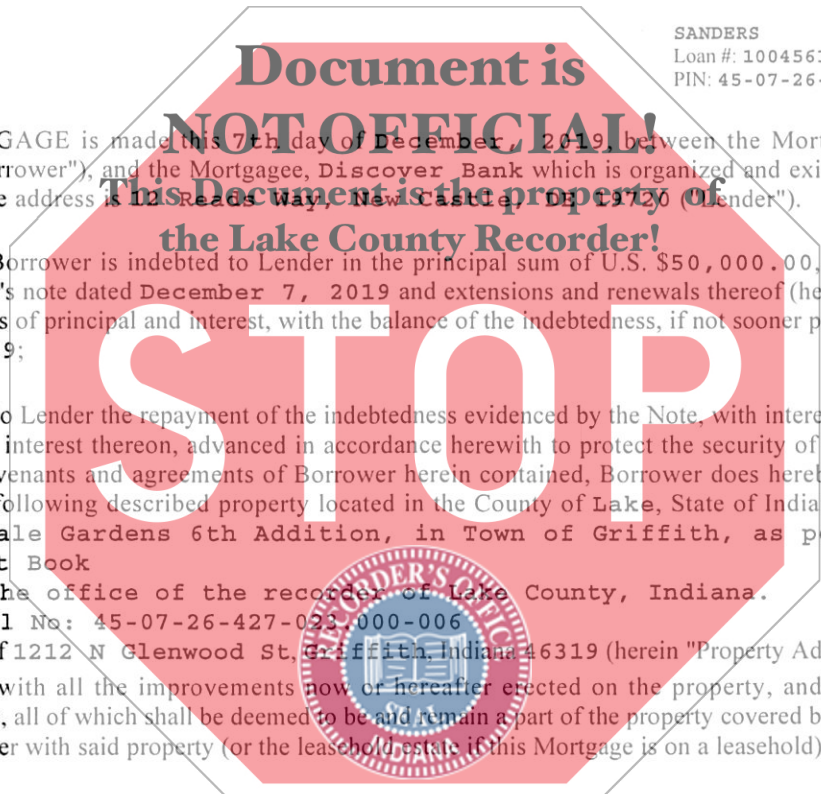 SANDERS
Loan #: 1004561
PIN: 45-07-26-
Document is
NOT OFFICIAL!
This Document is the property of
the Lake County Recorder!
STOP
GAGE is made this 7th day of December, 2019, between the Mor
rower"), and the Mortgagee, Discover Bank which is organized and exi
e address is 12 Reads Way, New Castle, DE 19720 ("Lender").
Borrower is indebted to Lender in the principal sum of U.S. $50,000.00,
's note dated December 7, 2019 and extensions and renewals thereof (he
s of principal and interest, with the balance of the indebtedness, if not sooner p
9;
o Lender the repayment of the indebtedness evidenced by the Note, with intere
interest thereon, advanced in accordance herewith to protect the security of
venants and agreements of Borrower herein contained, Borrower does hereb
following described property located in the County of Lake, State of India
ale Gardens 6th Addition, in Town of Griffith, as p
t Book
he office of the recorder of Lake County, Indiana.
l No: 45-07-26-427-023.000-006
f 1212 N Glenwood St, Griffith, Indiana 46319 (herein "Property Ad
with all the improvements now or hereafter erected on the property, and
, all of which shall be deemed to be and remain a part of the property covered b
er with said property (or the leasehold estate if this Mortgage is on a leasehold)
RECORDER'S OFFICE
SEAL
INDIANA